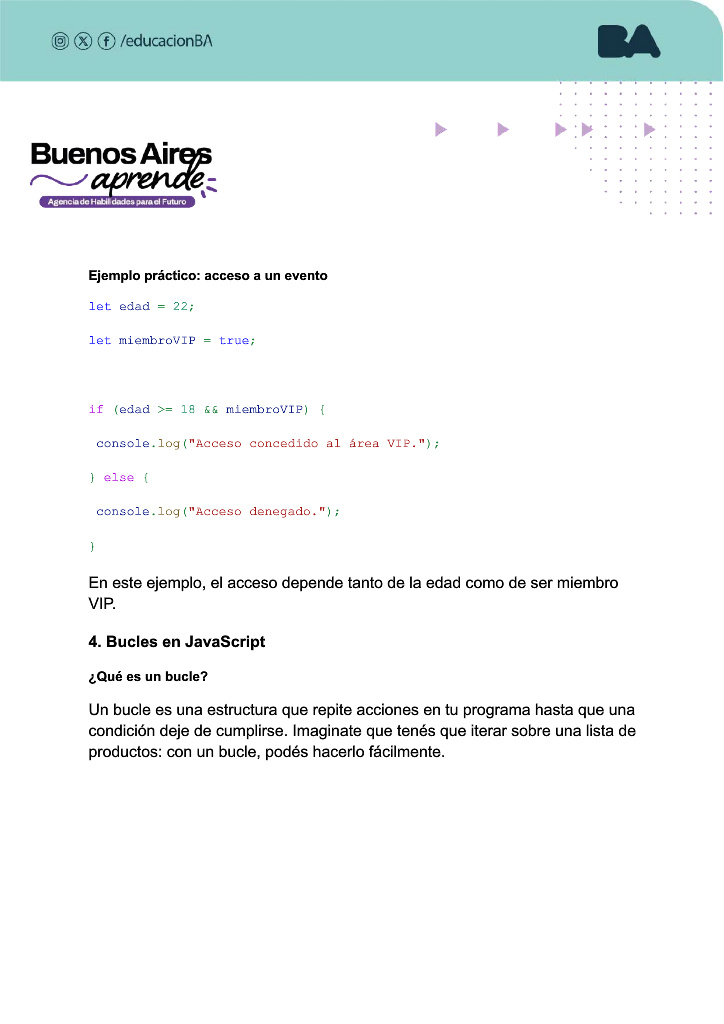 /educacionBA
BA
Buenos Aires
aprende
Agencia de Habilidades para el Futuro
Ejemplo práctico: acceso a un evento
let edad = 22;
let miembroVIP = true;
if (edad >= 18 && miembroVIP) {
console.log("Acceso concedido al área VIP.");
} else {
console.log("Acceso denegado.");
}
En este ejemplo, el acceso depende tanto de la edad como de ser miembro
VIP.
4. Bucles en JavaScript
¿Qué es un bucle?
Un bucle es una estructura que repite acciones en tu programa hasta que una
condición deje de cumplirse. Imaginate que tenés que iterar sobre una lista de
productos: con un bucle, podés hacerlo fácilmente.